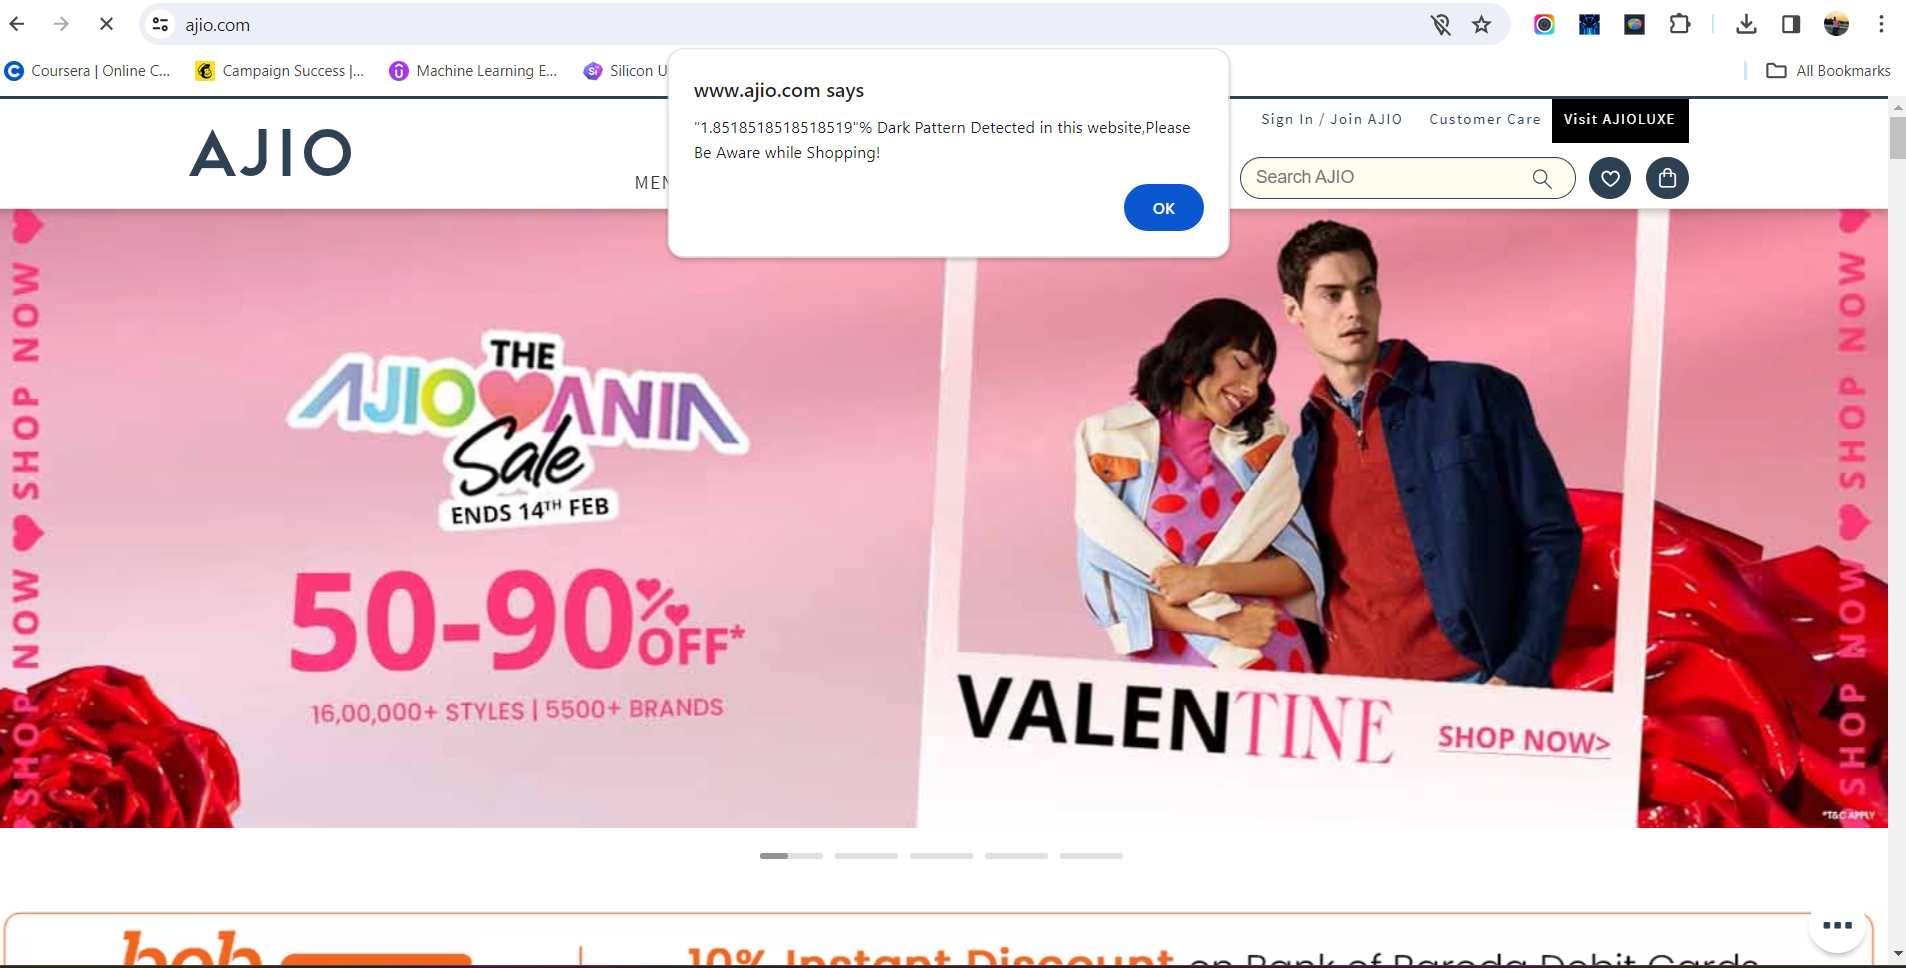 ajio.com
Coursera | Online C...
Campaign Success |...
Machine Learning E...
Silicon U
All Bookmarks
www.ajio.com says
"1.8518518518518519"% Dark Pattern Detected in this website,Please
Be Aware while Shopping!
OK
Sign In / Join AJIO
Customer Care
Visit AJIOLUXE
AJIO
MEN
Search AJIO
SHOP NOW SHOP NOW SHOP NOW
THE
AJIOMANIA
Sale
ENDS 14TH FEB
50-90% OFF*
16,00,000+ STYLES | 5500+ BRANDS
VALENTINE
SHOP NOW>
SHOP NOW SHOP NOW SHOP NOW
*T&C APPLY
bob
10% Instant Discount on Bank of Baroda Debit Cards